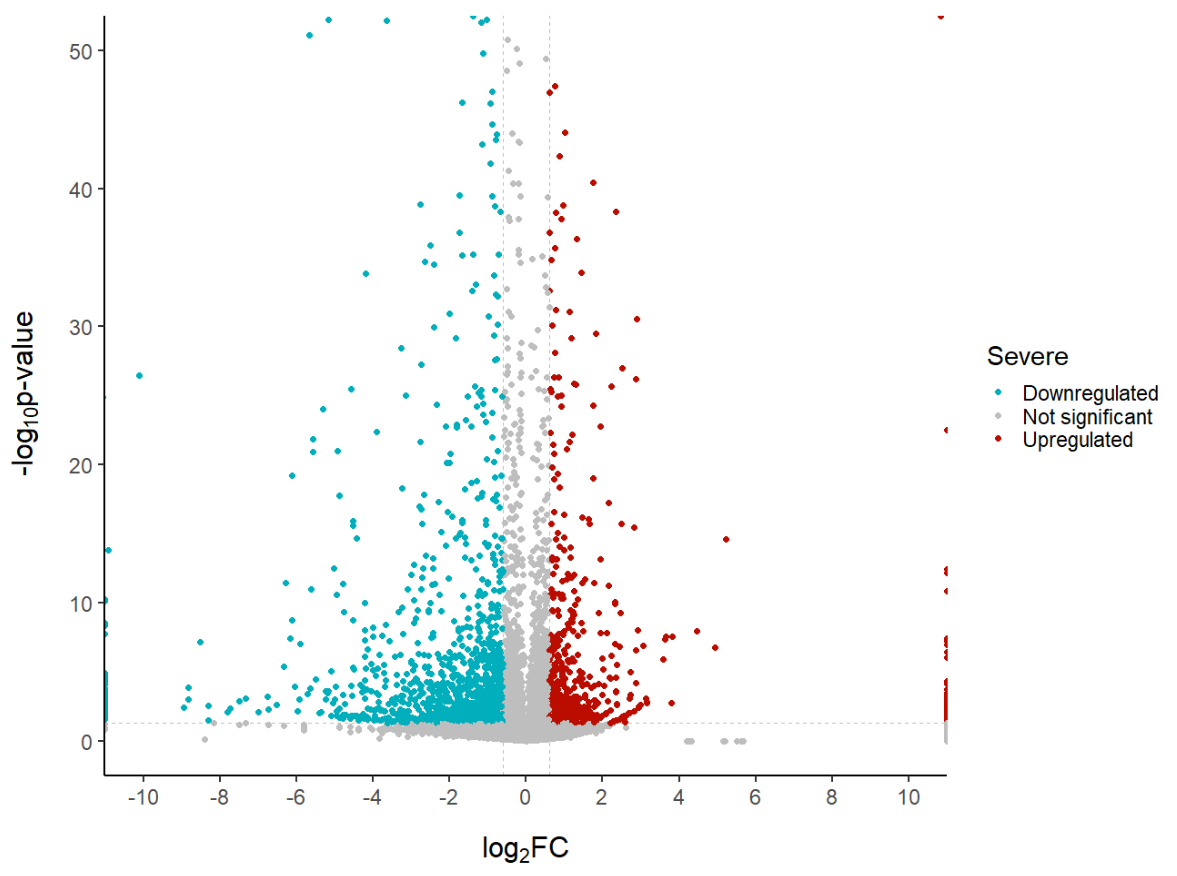 50
40
30
20
10
0
-log10p-value
-10 -8 -6 -4 -2 0 2 4 6 8 10
log2FC
Severe
Downregulated
Not significant
Upregulated